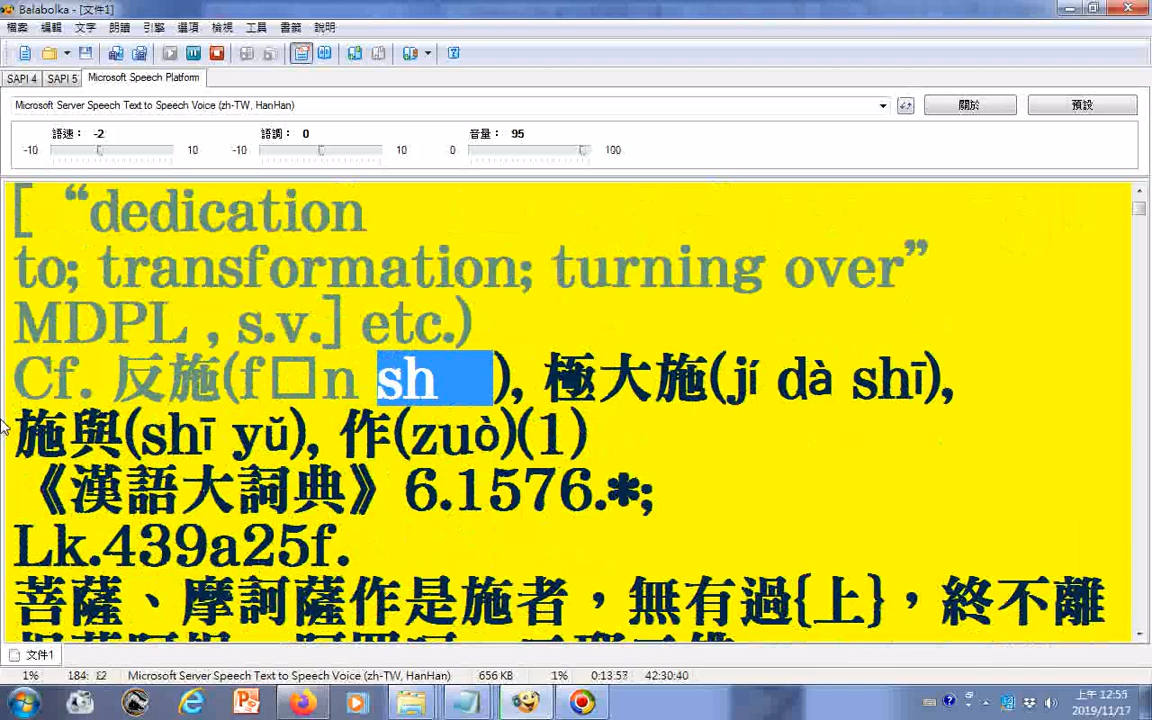 Balabolka - [文件1]
檔案 編輯 文字 朗讀 引擎 選項 檢視 工具 書籤 說明
SAPI 4 SAPI 5 Microsoft Speech Platform
Microsoft Server Speech Text to Speech Voice (zh-TW, HanHan) 關於 預設
語速： -2 語調： 0 音量： 95
-10 10 -10 10 0 100
[ “dedication
to; transformation; turning over”
MDPL , s.v.] etc.)
Cf. 反施(f□n sh ), 極大施(jí dà shī),
施與(shī yǔ), 作(zuò)(1)
《漢語大詞典》 6.1576.*;
Lk.439a25f.
菩薩、摩訶薩作是施者，無有過{上}，終不離
文件1
1% 184: Microsoft Server Speech Text to Speech Voice (zh-TW, HanHan) 656 KB 1% 0:13:57 42:30:40
上午 12:55
2019/11/17